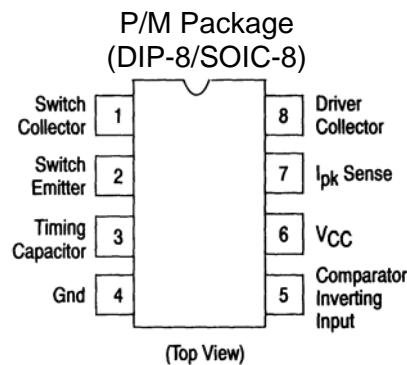 P/M Package
(DIP-8/SOIC-8)
Switch
Collector
1
8
Driver
Collector
Switch
Emitter
2
7
Ipk Sense
Timing
Capacitor
3
6
VCC
Gnd
4
5
Comparator
Inverting
Input
(Top View)